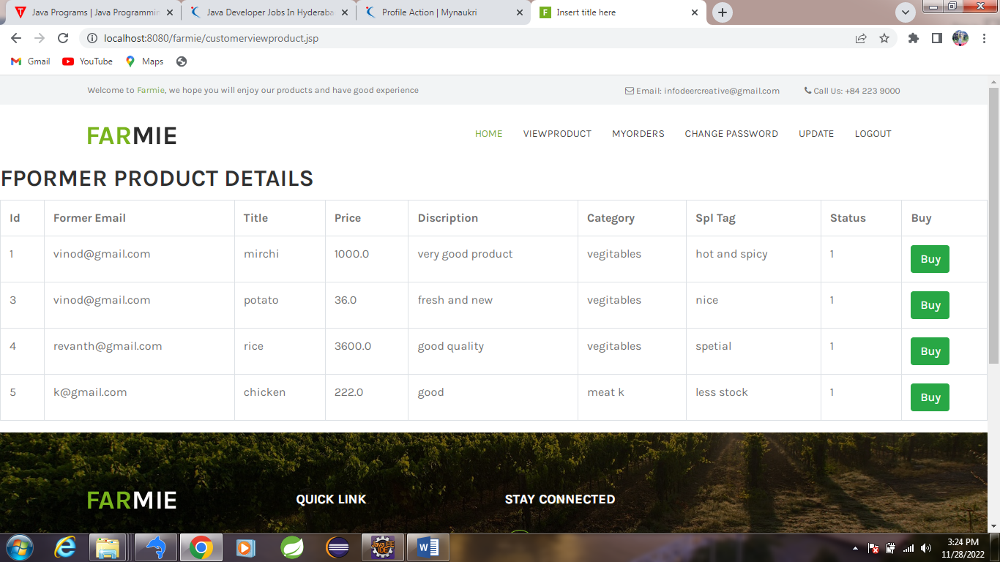 Java Programs | Java Programmin
Java Developer Jobs In Hyderaba
Profile Action | Mynaukri
Insert title here
localhost:8080/farmie/customerviewproduct.jsp
Gmail YouTube Maps
Welcome to Farmie, we hope you will enjoy our products and have good experience
Email: infodeercreative@gmail.com
Call Us: +84 223 9000
FARMIE
HOME VIEWPRODUCT MYORDERS CHANGE PASSWORD UPDATE LOGOUT
FPORMER PRODUCT DETAILS
Id Former Email Title Price Discription Category Spl Tag Status Buy
1 vinod@gmail.com mirchi 1000.0 very good product vegitables hot and spicy 1 Buy
3 vinod@gmail.com potato 36.0 fresh and new vegitables nice 1 Buy
4 revanth@gmail.com rice 3600.0 good quality vegitables spetial 1 Buy
5 k@gmail.com chicken 222.0 good meat k less stock 1 Buy
FARMIE
QUICK LINK
STAY CONNECTED
Java EE
IDE
W
3:24 PM
11/28/2022